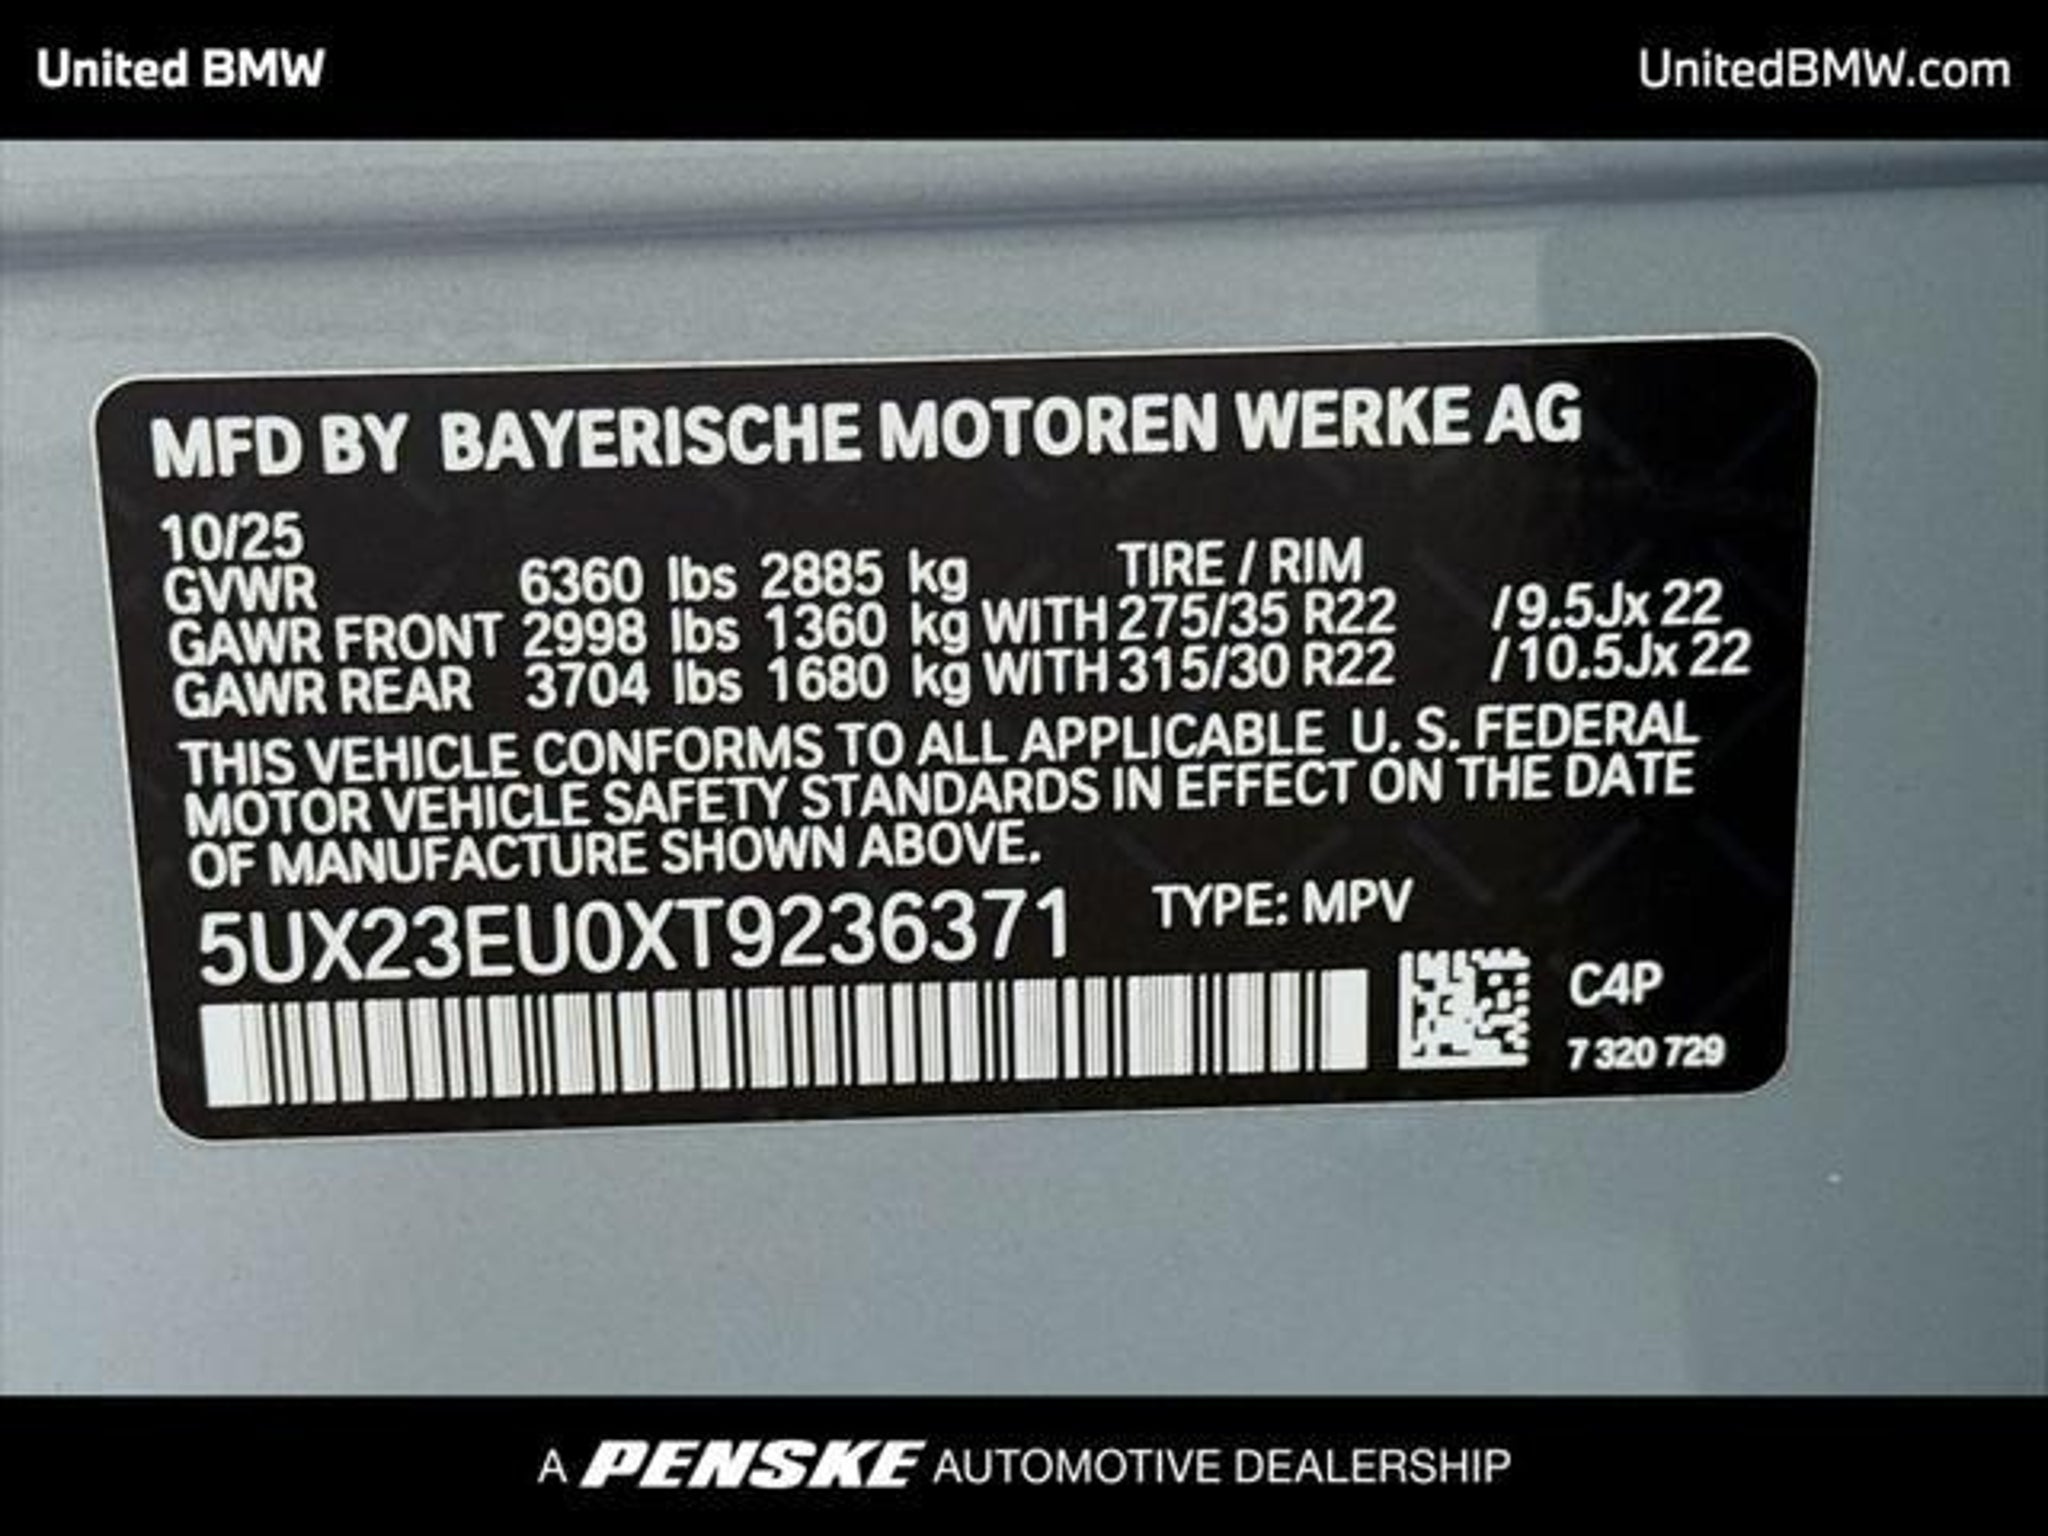 United BMW
UnitedBMW.com
MFD BY BAYERISCHE MOTOREN WERKE AG
10/25
TIRE / RIM
GVWR 6360 lbs 2885 kg
GAWR FRONT 2998 lbs 1360 kg WITH 275/35 R22 /9.5Jx 22
GAWR REAR 3704 lbs 1680 kg WITH 315/30 R22 /10.5Jx 22
THIS VEHICLE CONFORMS TO ALL APPLICABLE U. S. FEDERAL
MOTOR VEHICLE SAFETY STANDARDS IN EFFECT ON THE DATE
OF MANUFACTURE SHOWN ABOVE.
5UX23EU0XT9236371 TYPE: MPV
C4P
7 320 729
A PENSKE AUTOMOTIVE DEALERSHIP